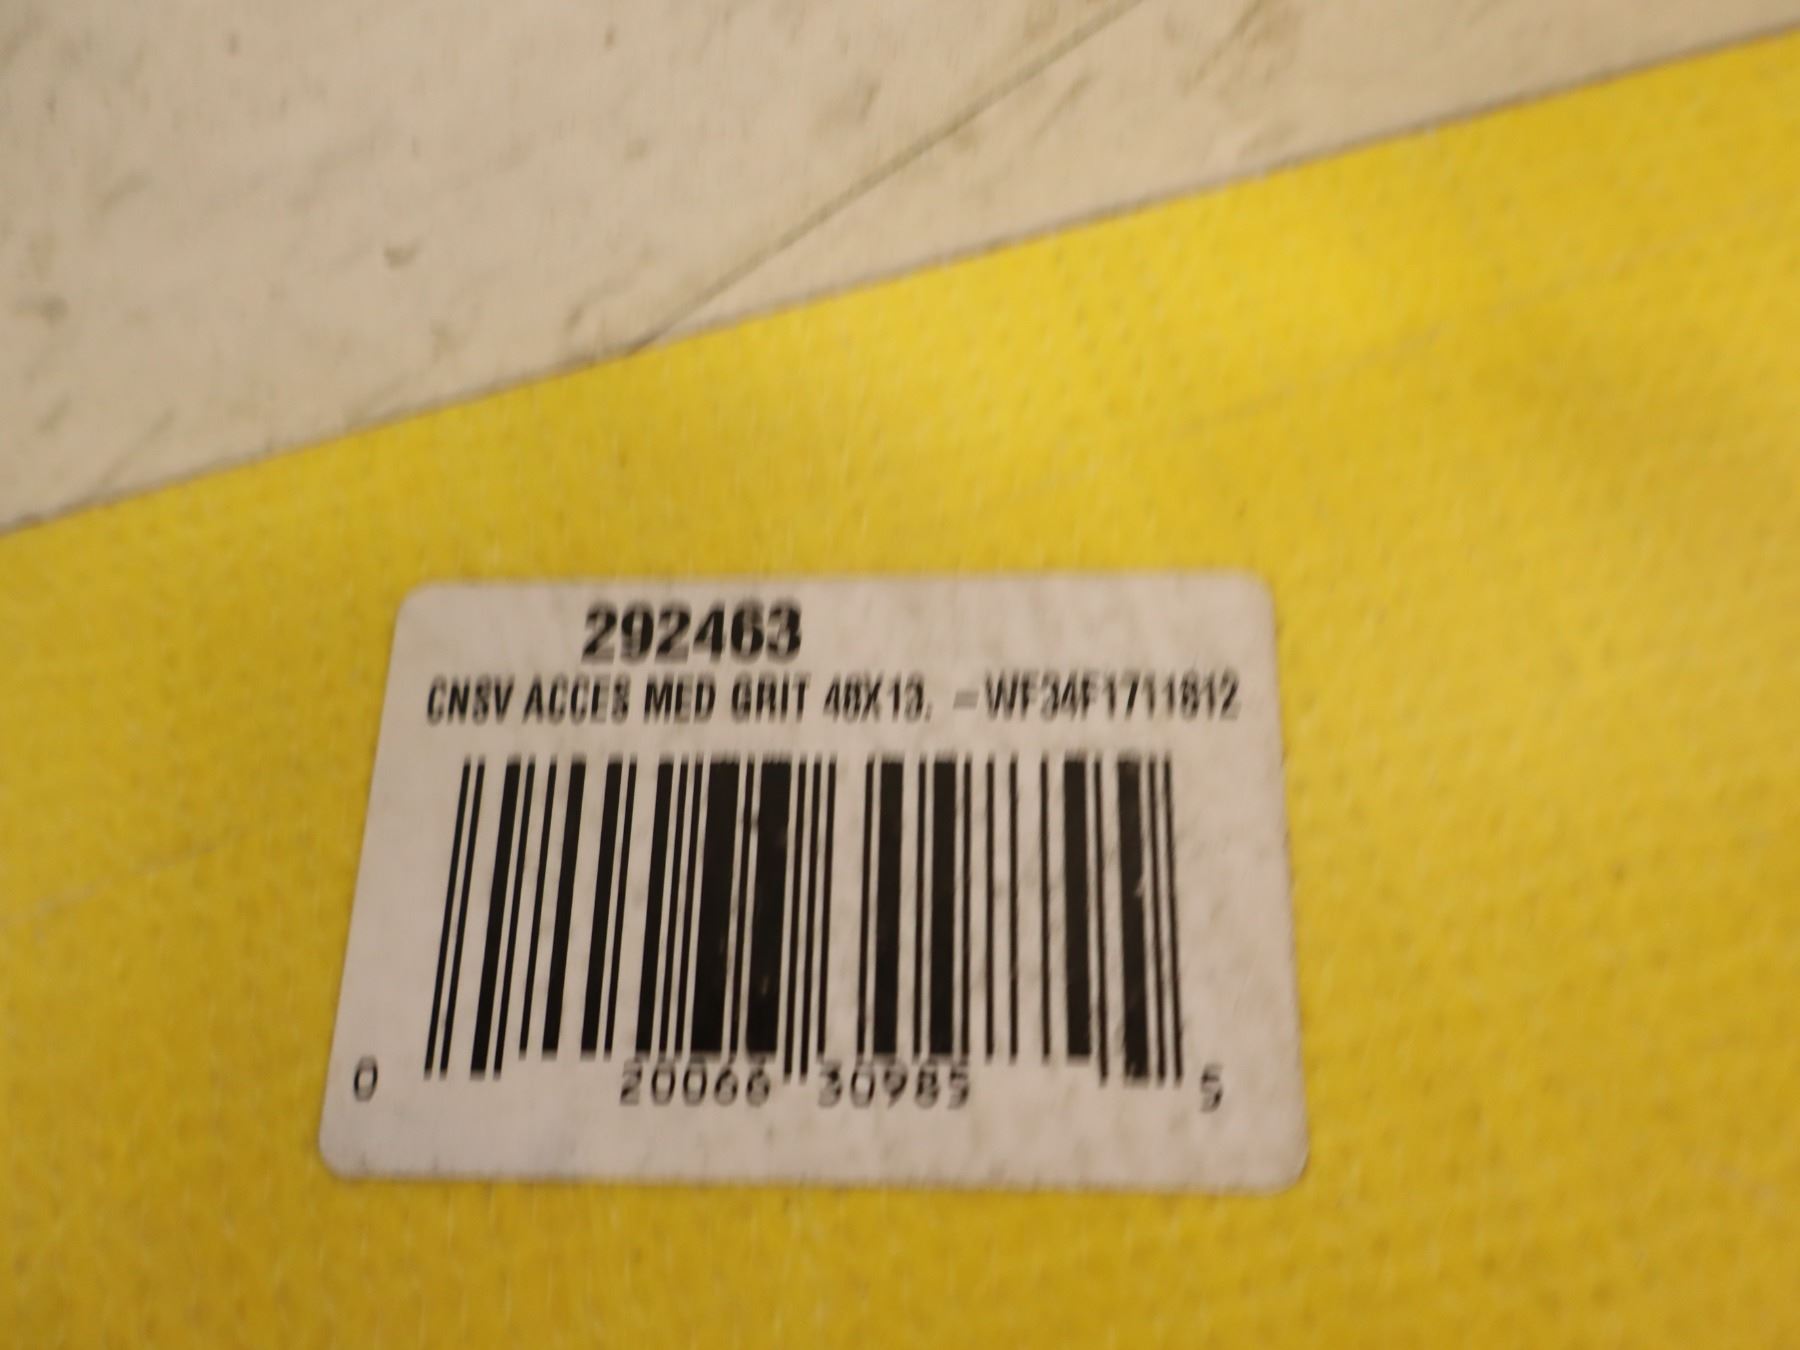 292463
CNSV ACCES MED GRIT 48X13. -WF34F1711812
0 20066 30985 5